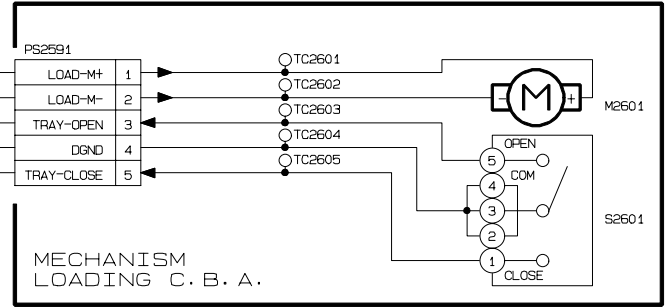 PS2591
LOAD-M+ 1
LOAD-M- 2
TRAY-OPEN 3
DGND 4
TRAY-CLOSE 5
TC2601
TC2602
TC2603
TC2604
TC2605
- M +
M2601
OPEN
5
COM
4
3
2
1
CLOSE
S2601
MECHANISM
LOADING C.B.A.